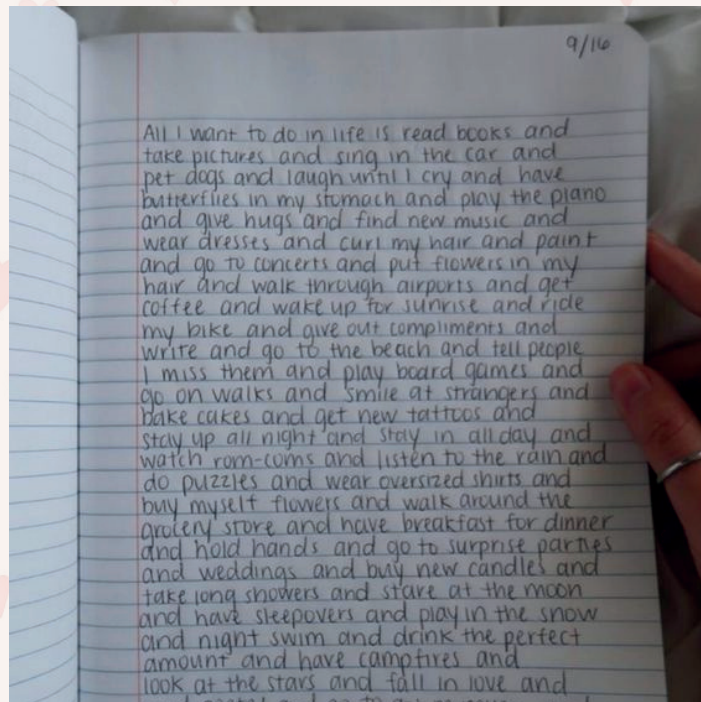 9/16
All I want to do in life is read books and
take pictures and sing in the car and
pet dogs and laugh until I cry and have
butterflies in my stomach and play the piano
and give hugs and find new music and
wear dresses and curl my hair and paint
and go to concerts and put flowers in my
hair and walk through airports and get
coffee and wake up for sunrise and ride
my bike and give out compliments and
write and go to the beach and tell people
I miss them and play board games and
go on walks and smile at strangers and
bake cakes and get new tattoos and
stay up all night and stay in all day and
watch rom-coms and listen to the rain and
do puzzles and wear oversized shirts and
buy myself flowers and walk around the
grocery store and have breakfast for dinner
and hold hands and go to surprise parties
and weddings and buy new candles and
take long showers and stare at the moon
and have sleepovers and play in the snow
and night swim and drink the perfect
amount and have campfires and
look at the stars and fall in love and